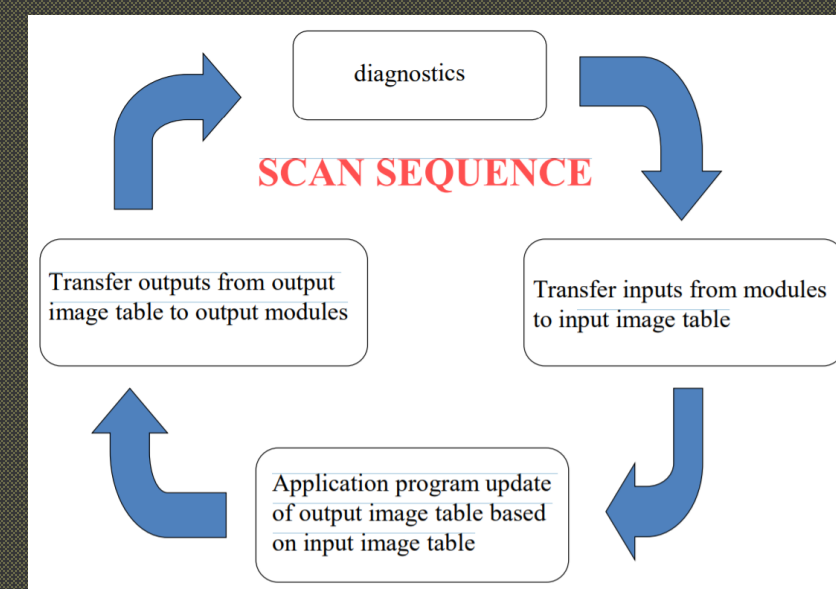 diagnostics
SCAN SEQUENCE
Transfer outputs from output
image table to output modules
Transfer inputs from modules
to input image table
Application program update
of output image table based
on input image table